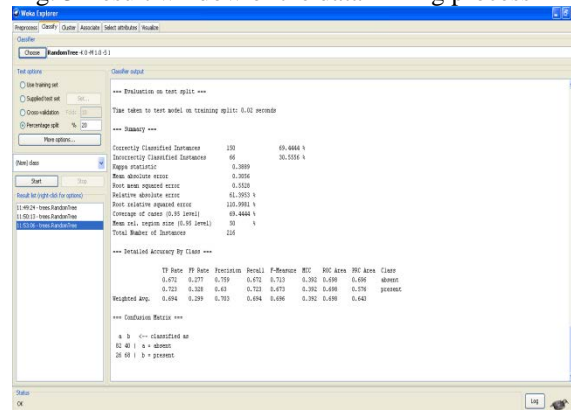 Weka Explorer
Preprocess Classify Cluster Associate Select attributes Visualize
Classifier
Choose RandomTree -K 0 -M 1.0 -S 1
Test options
Use training set
Supplied test set Set...
Cross-validation Folds 10
Percentage split % 20
More options...
(Nom) class
Start Stop
Result list (right-click for options)
11:49:24 - trees.RandomTree
11:50:13 - trees.RandomTree
11:53:06 - trees.RandomTree
Classifier output
=== Evaluation on test split ===
Time taken to test model on training split: 0.02 seconds
=== Summary ===
Correctly Classified Instances 150 69.4444 %
Incorrectly Classified Instances 66 30.5556 %
Kappa statistic 0.3889
Mean absolute error 0.3056
Root mean squared error 0.5528
Relative absolute error 61.3953 %
Root relative squared error 110.9981 %
Coverage of cases (0.95 level) 69.4444 %
Mean rel. region size (0.95 level) 50 %
Total Number of Instances 216
=== Detailed Accuracy By Class ===
TP Rate FP Rate Precision Recall F-Measure MCC ROC Area PRC Area Class
0.672 0.277 0.759 0.672 0.713 0.392 0.698 0.696 absent
0.723 0.328 0.63 0.723 0.673 0.392 0.698 0.576 present
Weighted Avg. 0.694 0.299 0.703 0.694 0.696 0.392 0.698 0.643
=== Confusion Matrix ===
a b <-- classified as
82 40 | a = absent
26 68 | b = present
Status
OK
Log